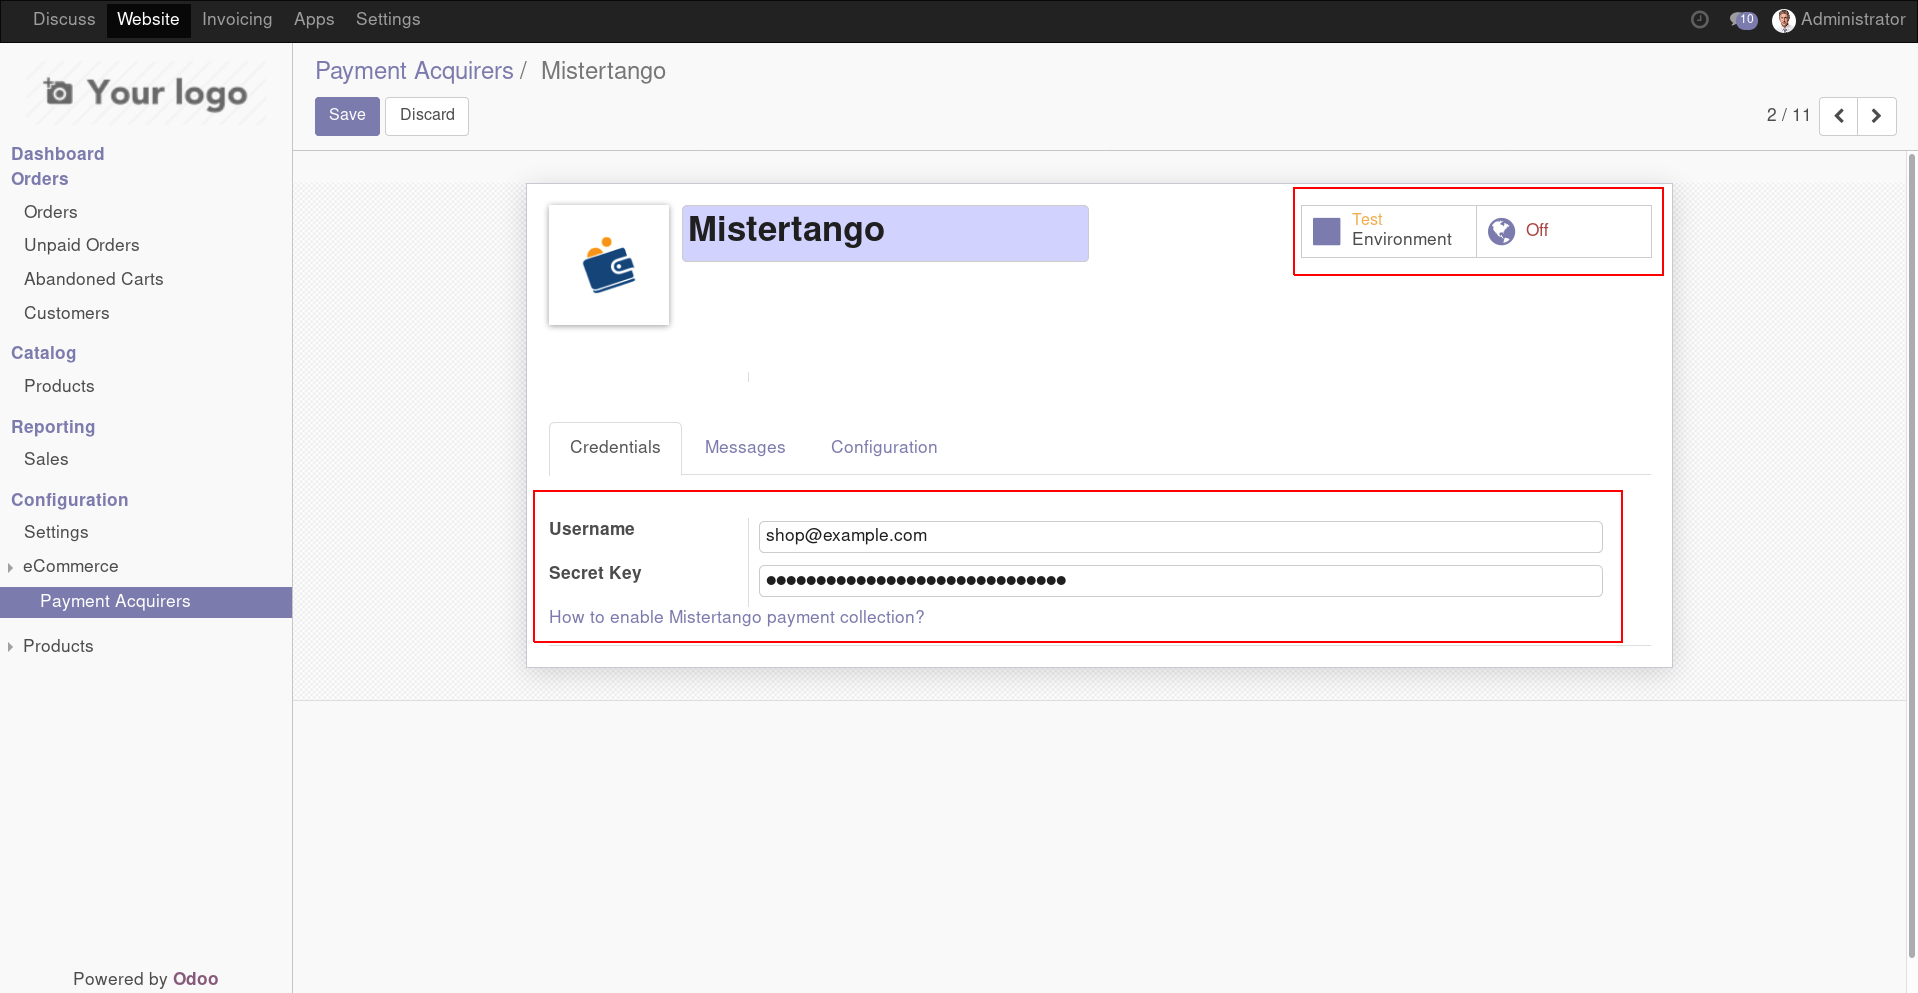 Discuss Website Invoicing Apps Settings 10 Administrator
Your logo
Dashboard
Orders
Orders
Unpaid Orders
Abandoned Carts
Customers
Catalog
Products
Reporting
Sales
Configuration
Settings
eCommerce
Payment Acquirers
Products
Powered by Odoo
Payment Acquirers / Mistertango
Save Discard
2 / 11
Mistertango
Test
Environment
Off
Credentials Messages Configuration
Username shop@example.com
Secret Key ●●●●●●●●●●●●●●●●●●●●●●●●●●●●●●
How to enable Mistertango payment collection?